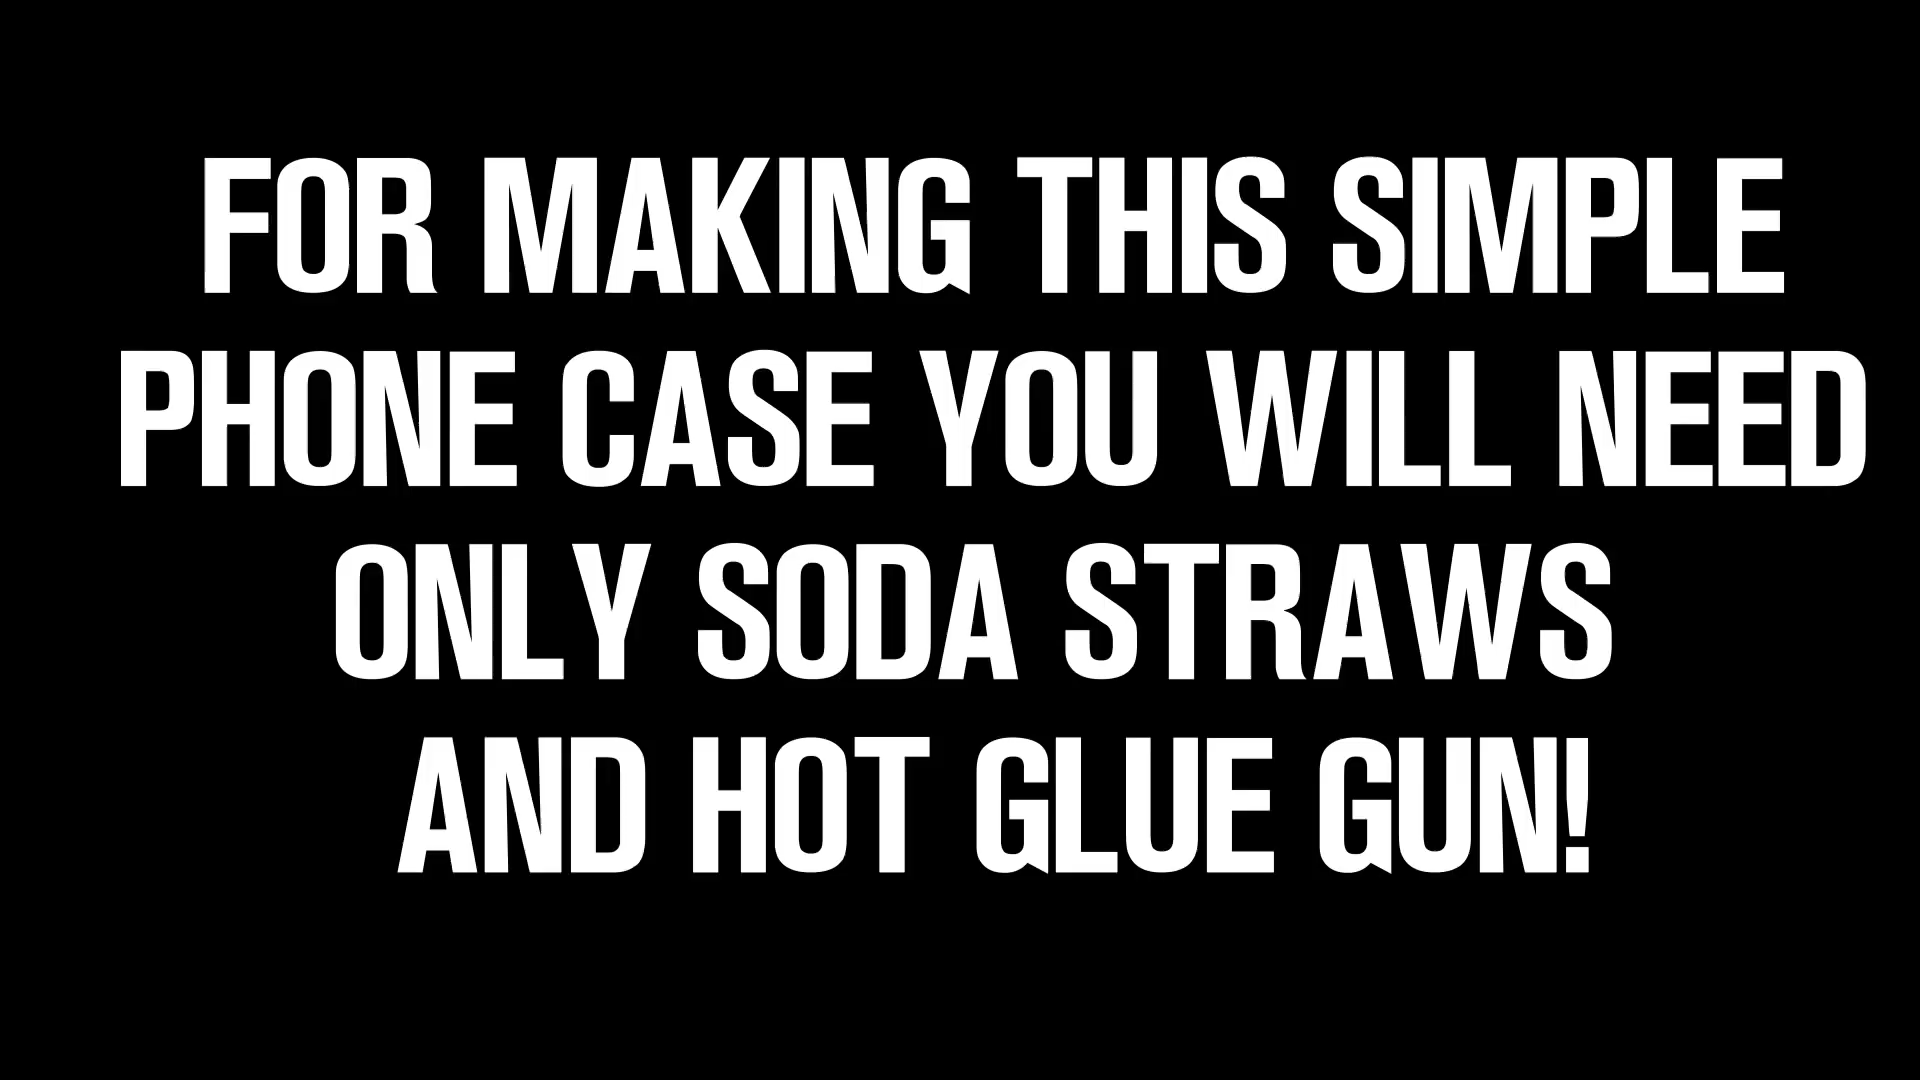 FOR MAKING THIS SIMPLE
PHONE CASE YOU WILL NEED
ONLY SODA STRAWS
AND HOT GLUE GUN!